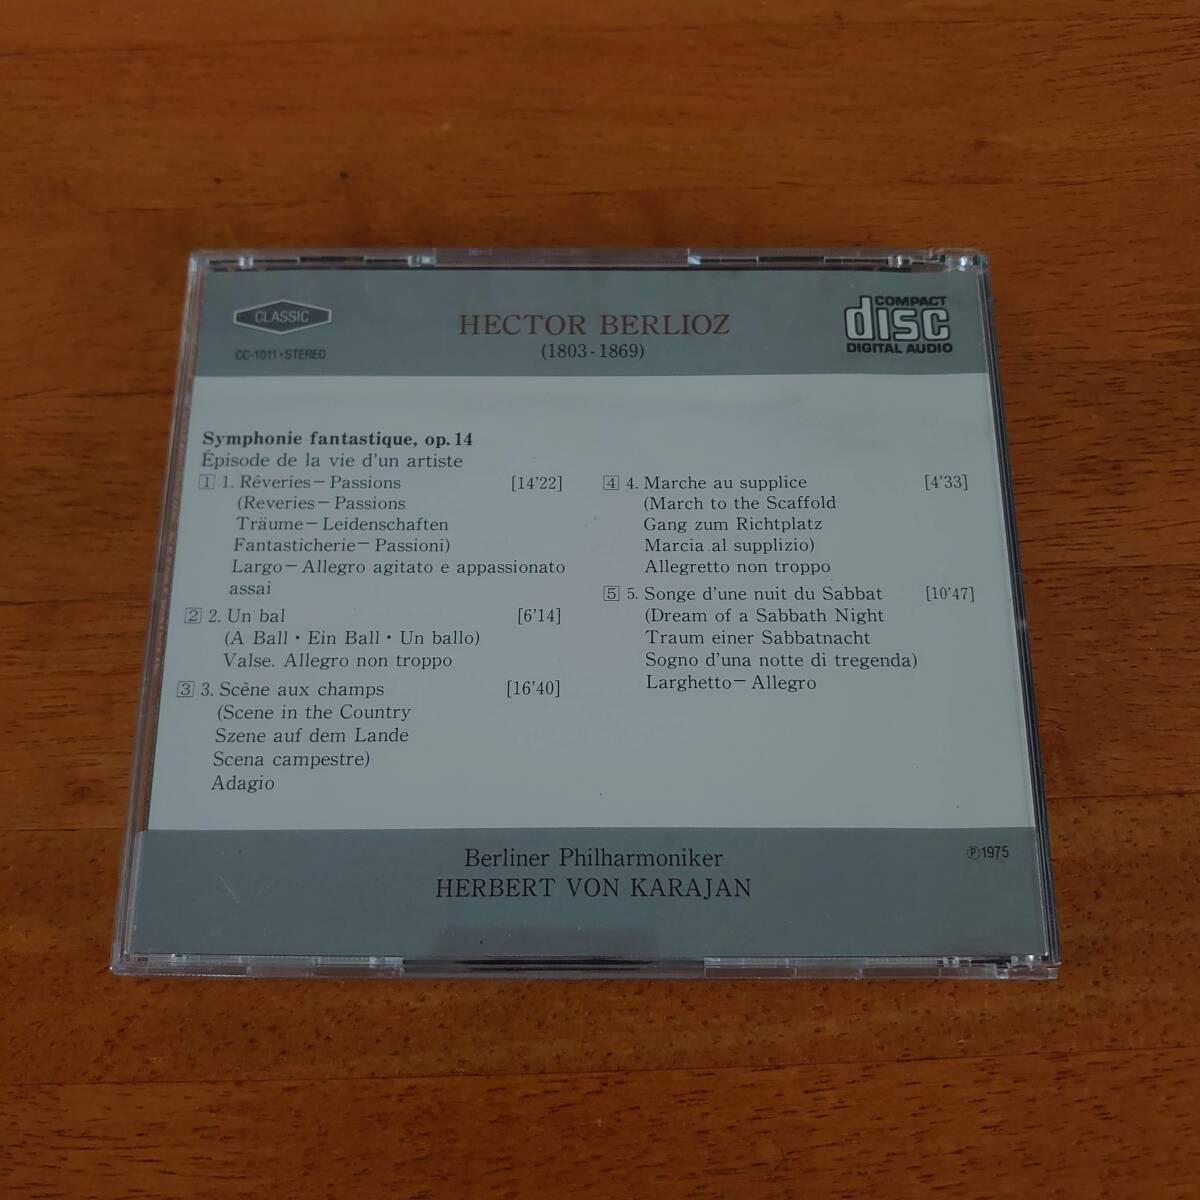 CLASSIC
CC-1011・STEREO
HECTOR BERLIOZ
(1803-1869)
COMPACT
disc
DIGITAL AUDIO
Symphonie fantastique, op.14
Épisode de la vie d'un artiste
1 1. Rêveries－Passions [14'22]
(Reveries－Passions
Träume－Leidenschaften
Fantasticherie－Passioni)
Largo－Allegro agitato e appassionato
assai
2 2. Un bal [6'14]
(A Ball・Ein Ball・Un ballo)
Valse. Allegro non troppo
3 3. Scène aux champs [16'40]
(Scene in the Country
Szene auf dem Lande
Scena campestre)
Adagio
4 4. Marche au supplice [4'33]
(March to the Scaffold
Gang zum Richtplatz
Marcia al supplizio)
Allegretto non troppo
5 5. Songe d'une nuit du Sabbat [10'47]
(Dream of a Sabbath Night
Traum einer Sabbatnacht
Sogno d'una notte di tregenda)
Larghetto－Allegro
Berliner Philharmoniker
HERBERT VON KARAJAN
Ⓟ1975